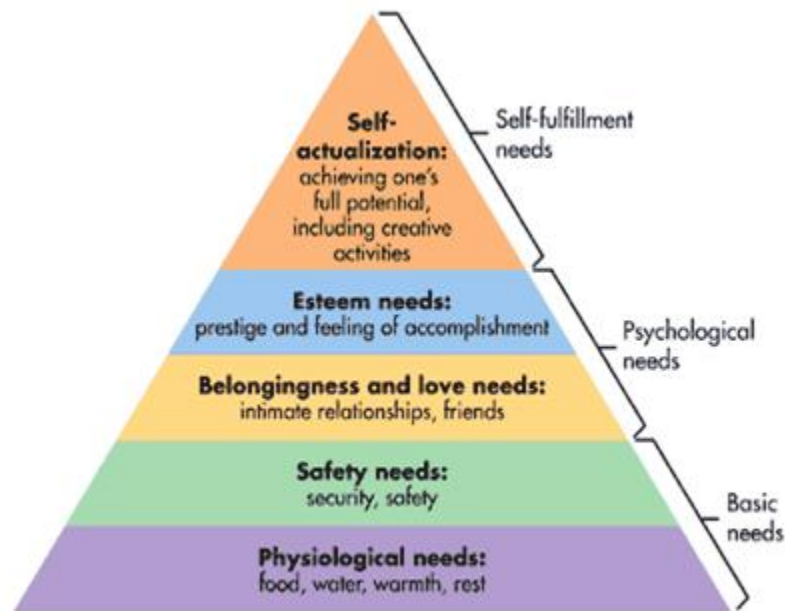 Self-
actualization:
achieving one's
full potential,
including creative
activities
Self-fulfillment
needs
Esteem needs:
prestige and feeling of accomplishment
Psychological
needs
Belongingness and love needs:
intimate relationships, friends
Safety needs:
security, safety
Basic
needs
Physiological needs:
food, water, warmth, rest